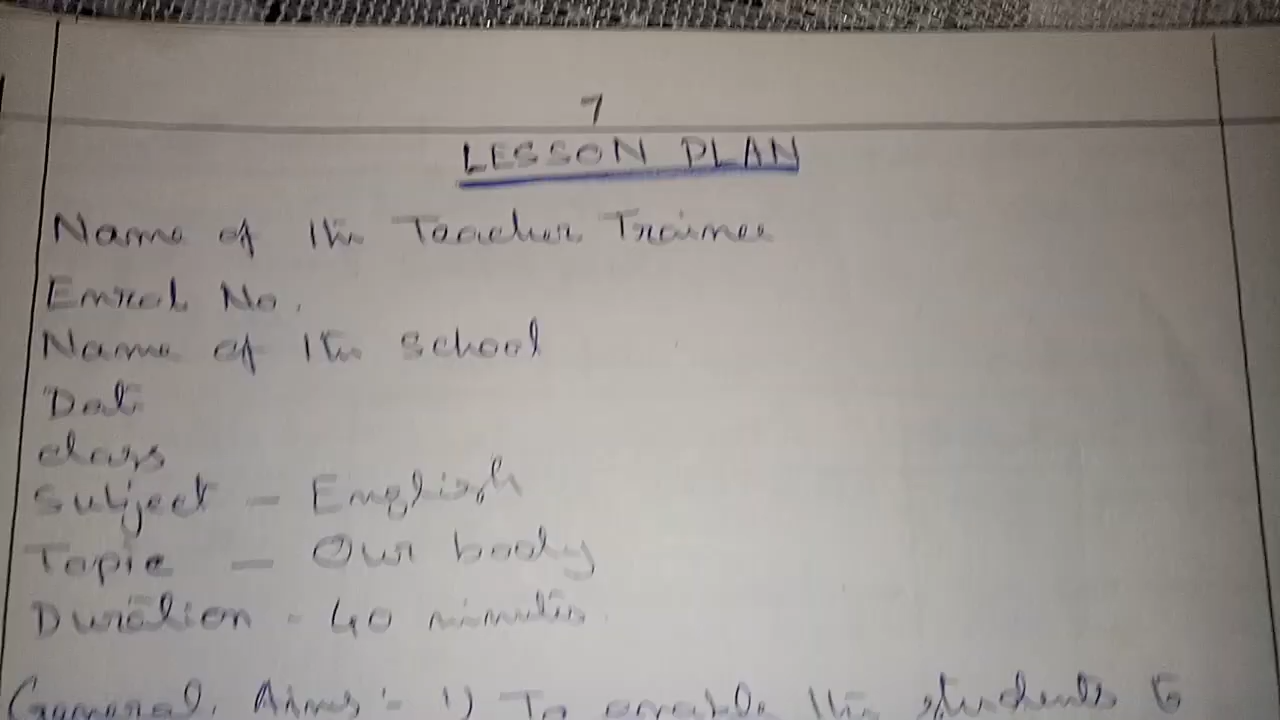 7
LESSON PLAN
Name of the Teacher Trainee
Enrol No.
Name of the School
Date
class
Subject - English
Topic - Our body
Duration - 40 minutes.
General Aims :- 1) To enable the students to